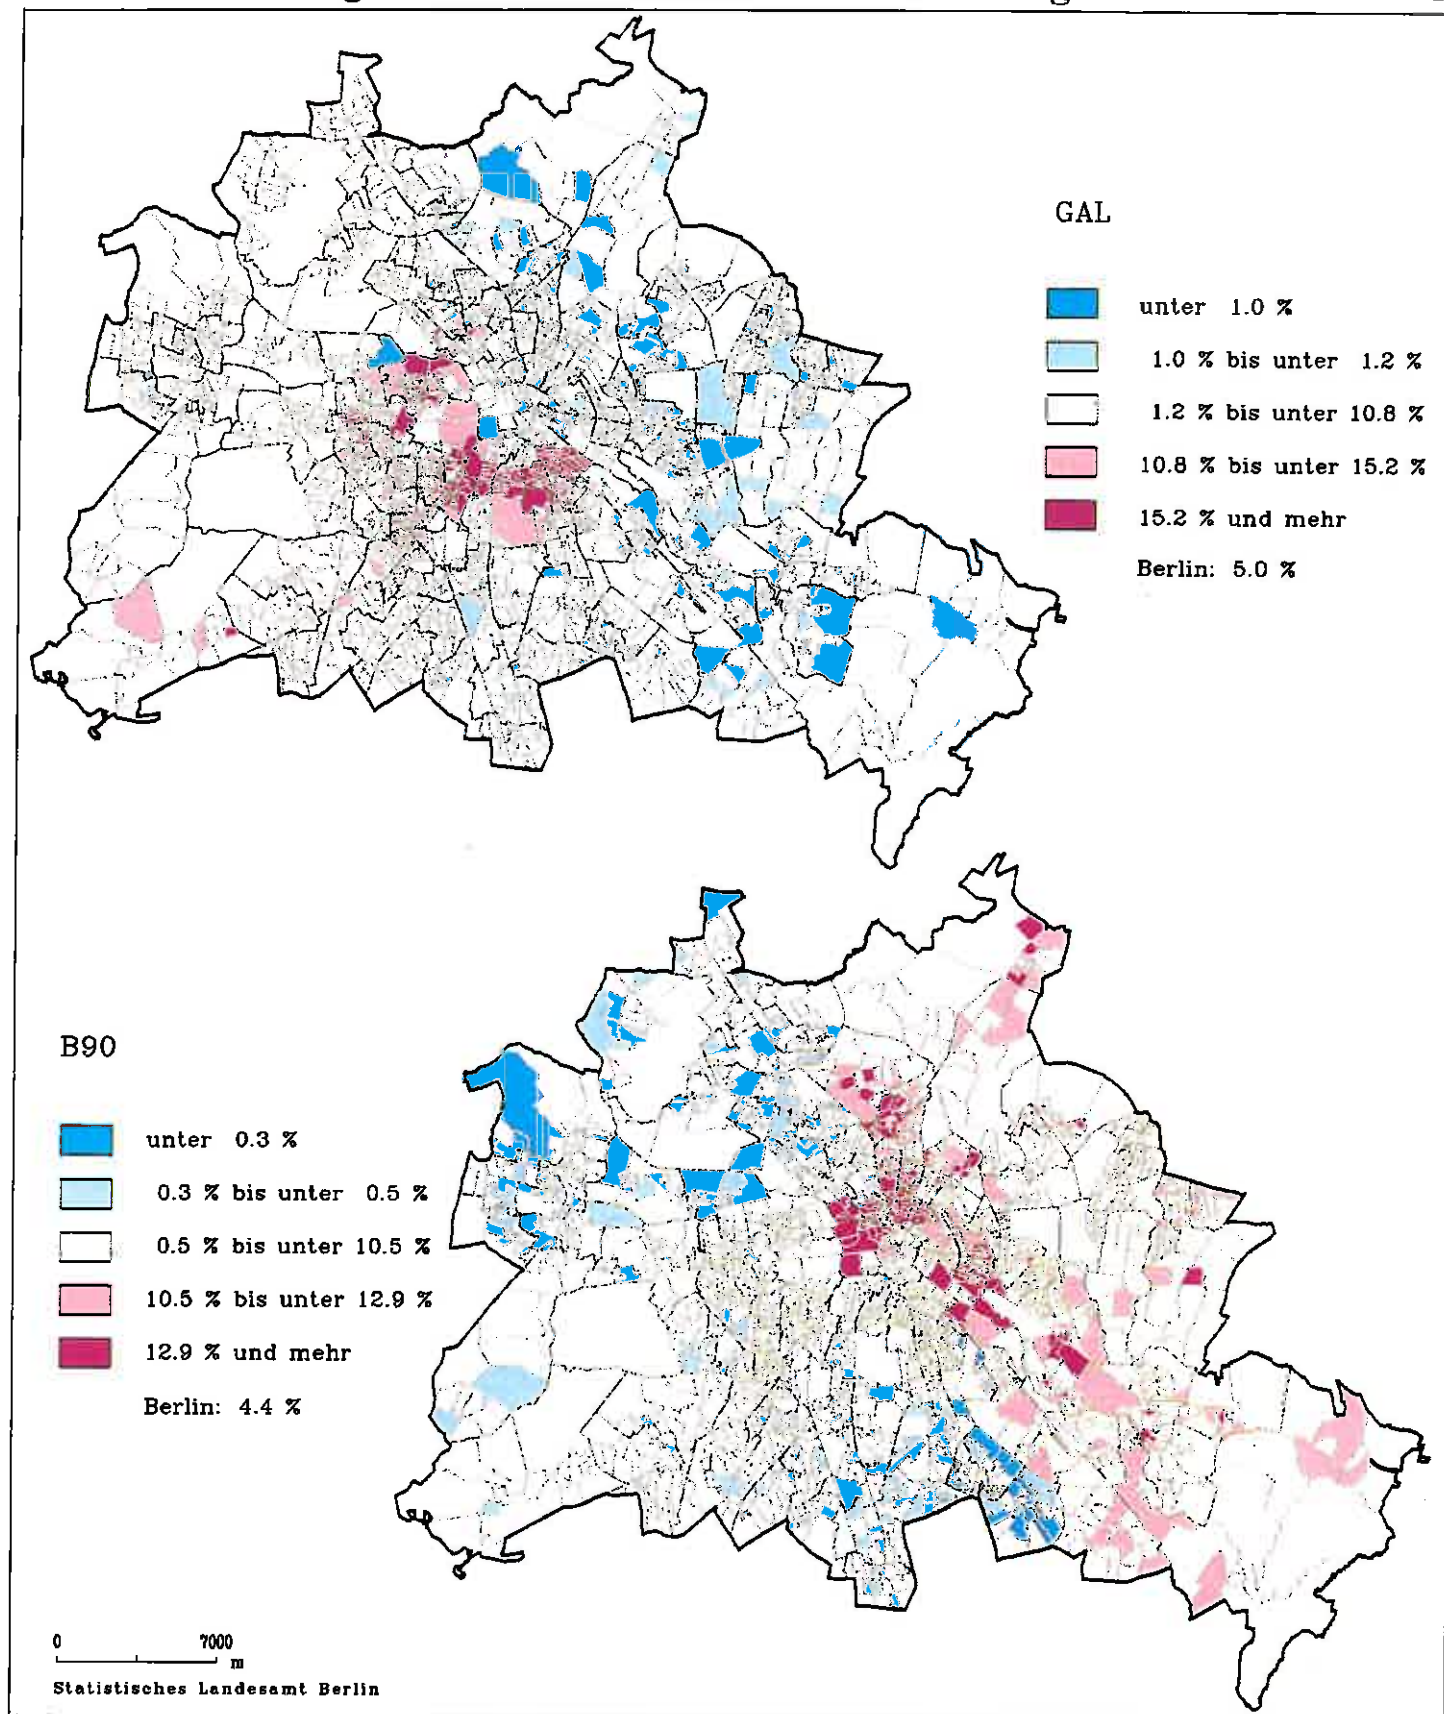 GAL
unter 1.0 %
1.0 % bis unter 1.2 %
1.2 % bis unter 10.8 %
10.8 % bis unter 15.2 %
15.2 % und mehr
Berlin: 5.0 %
B90
unter 0.3 %
0.3 % bis unter 0.5 %
0.5 % bis unter 10.5 %
10.5 % bis unter 12.9 %
12.9 % und mehr
Berlin: 4.4 %
0 7000
m
Statistisches Landesamt Berlin